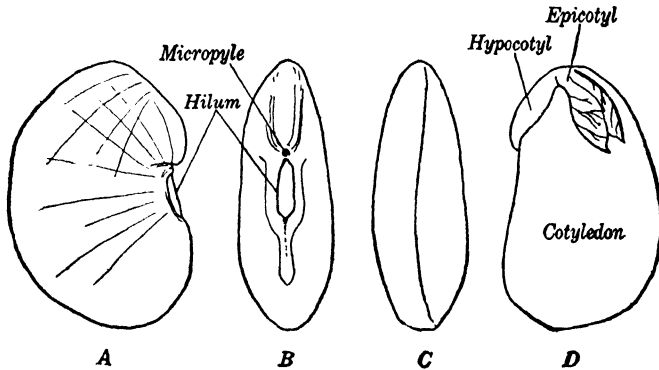 Epicotyl
Hypocotyl
Micropyle
Hilum
Cotyledon
A B C D